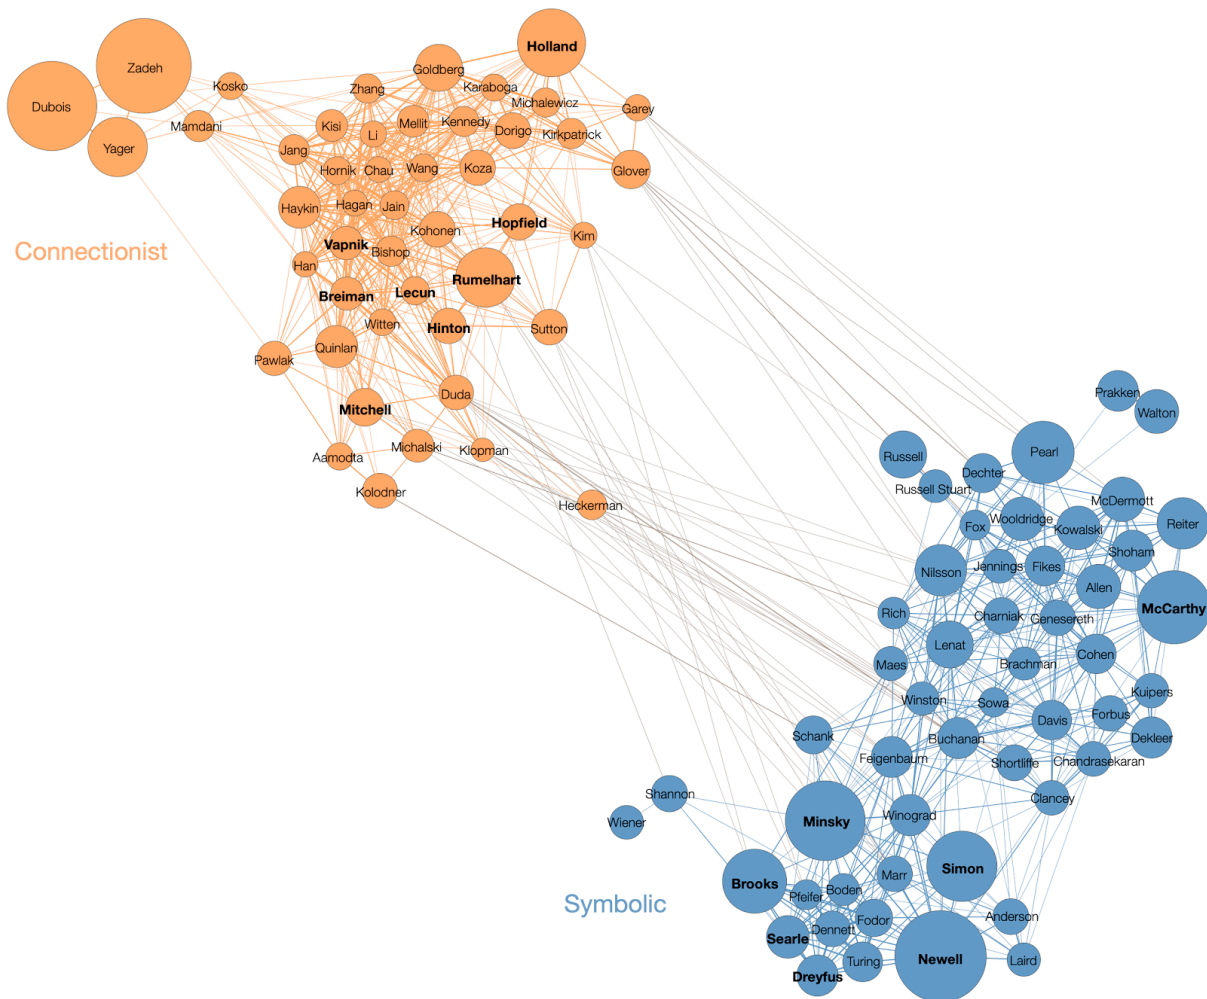 Holland
Zadeh
Goldberg
Kosko
Zhang
Karaboga
Dubois
Michalewicz
Garey
Mamdani
Kisi
Li
Mellit
Kennedy
Dorigo
Kirkpatrick
Yager
Jang
Hornik
Chau
Wang
Koza
Glover
Haykin
Hagan
Jain
Hopfield
Kohonen
Kim
Connectionist
Vapnik
Bishop
Han
Rumelhart
Breiman
Lecun
Witten
Hinton
Sutton
Quinlan
Pawlak
Duda
Prakken
Mitchell
Walton
Michalski
Klopman
Aamodta
Russell
Pearl
Dechter
Kolodner
Russell Stuart
McDermott
Heckerman
Wooldridge
Fox
Kowalski
Reiter
Shoham
Nilsson
Jennings
Fikes
Allen
McCarthy
Rich
Charniak
Genesereth
Lenat
Cohen
Maes
Brachman
Kuipers
Winston
Sowa
Davis
Forbus
Schank
Buchanan
Dekleer
Feigenbaum
Shortliffe
Chandrasekaran
Shannon
Clancey
Wiener
Minsky
Winograd
Simon
Marr
Brooks
Pfeifer
Boden
Symbolic
Anderson
Fodor
Dennett
Searle
Newell
Turing
Laird
Dreyfus